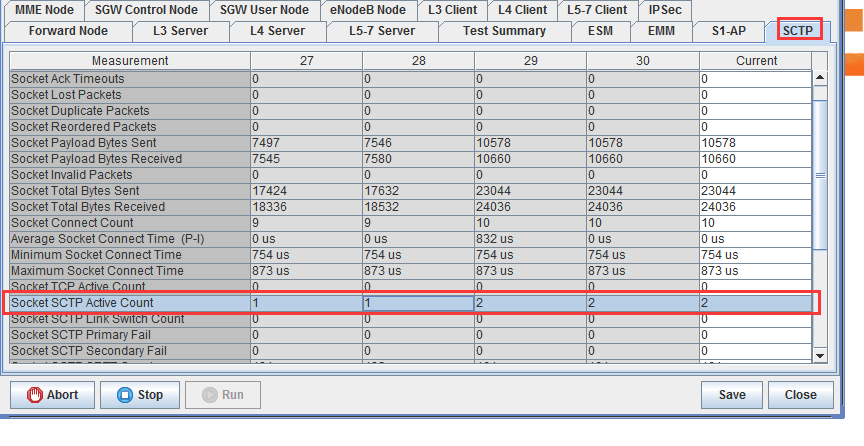 MME Node SGW Control Node SGW User Node eNodeB Node L3 Client L4 Client L5-7 Client IPSec
Forward Node L3 Server L4 Server L5-7 Server Test Summary ESM EMM S1-AP SCTP
Measurement 27 28 29 30 Current
Socket Ack Timeouts 0 0 0 0 0
Socket Lost Packets 0 0 0 0 0
Socket Duplicate Packets 0 0 0 0 0
Socket Reordered Packets 0 0 0 0 0
Socket Payload Bytes Sent 7497 7546 10578 10578 10578
Socket Payload Bytes Received 7545 7580 10660 10660 10660
Socket Invalid Packets 0 0 0 0 0
Socket Total Bytes Sent 17424 17632 23044 23044 23044
Socket Total Bytes Received 18336 18532 24036 24036 24036
Socket Connect Count 9 9 10 10 10
Average Socket Connect Time (P-I) 0 us 0 us 832 us 0 us 0 us
Minimum Socket Connect Time 754 us 754 us 754 us 754 us 754 us
Maximum Socket Connect Time 873 us 873 us 873 us 873 us 873 us
Socket TCP Active Count 0 0 0 0 0
Socket SCTP Active Count 1 1 2 2 2
Socket SCTP Link Switch Count 0 0 0 0 0
Socket SCTP Primary Fail 0 0 0 0 0
Socket SCTP Secondary Fail 0 0 0 0 0
Abort Stop Run Save Close